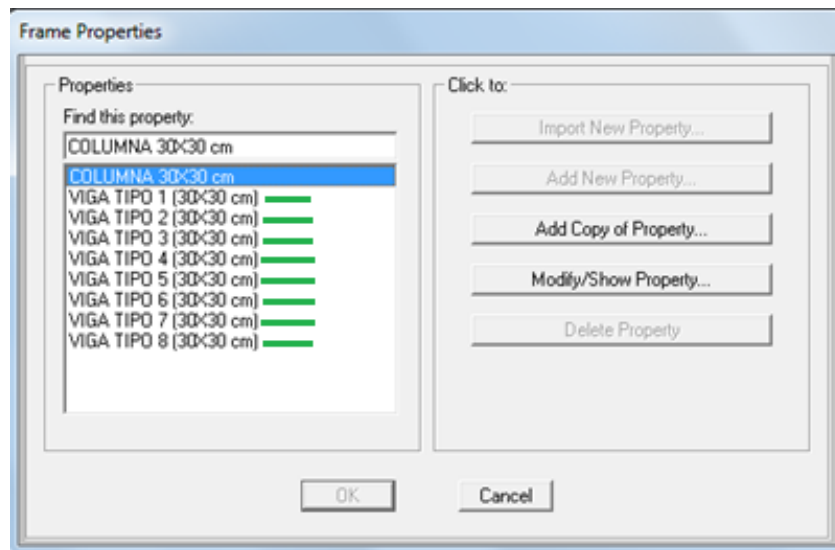 Frame Properties
Properties
Find this property:
COLUMNA 30X30 cm
COLUMNA 30X30 cm
VIGA TIPO 1 (30X30 cm)
VIGA TIPO 2 (30X30 cm)
VIGA TIPO 3 (30X30 cm)
VIGA TIPO 4 (30X30 cm)
VIGA TIPO 5 (30X30 cm)
VIGA TIPO 6 (30X30 cm)
VIGA TIPO 7 (30X30 cm)
VIGA TIPO 8 (30X30 cm)
Click to:
Import New Property...
Add New Property...
Add Copy of Property...
Modify/Show Property...
Delete Property
OK
Cancel